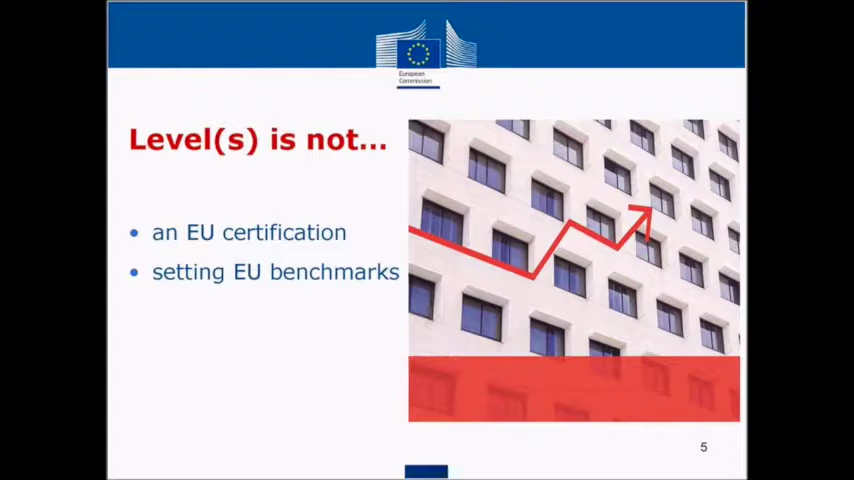 European
Commission
Level(s) is not...
• an EU certification
• setting EU benchmarks
5